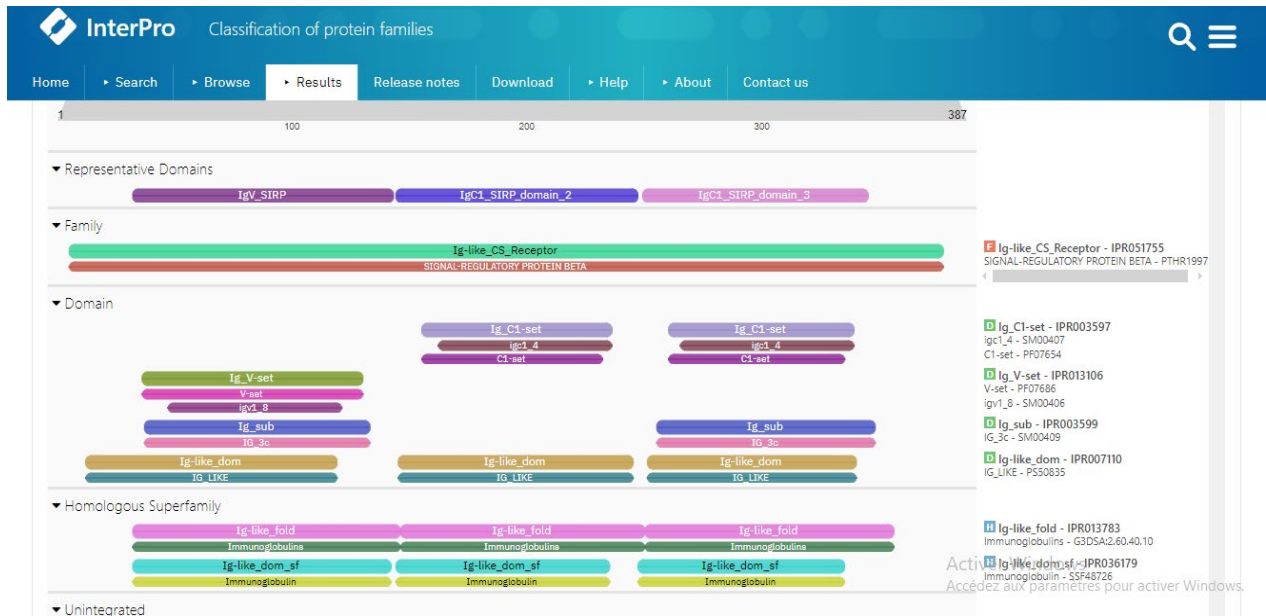 InterPro Classification of protein families
Home ▸ Search ▸ Browse ▸ Results Release notes Download ▸ Help ▸ About Contact us
1 387
100 200 300
▾ Representative Domains
IgV_SIRP IgC1_SIRP_domain_2 IgC1_SIRP_domain_3
▾ Family
Ig-like_CS_Receptor F Ig-like_CS_Receptor - IPR051755
SIGNAL-REGULATORY PROTEIN BETA SIGNAL-REGULATORY PROTEIN BETA - PTHR1997
▾ Domain
Ig_C1-set Ig_C1-set D Ig_C1-set - IPR003597
igc1_4 igc1_4 igc1_4 - SM00407
C1-set C1-set C1-set - PF07654
Ig_V-set D Ig_V-set - IPR013106
V-set V-set - PF07686
igv1_8 igv1_8 - SM00406
Ig_sub Ig_sub D Ig_sub - IPR003599
IG_3c IG_3c IG_3c - SM00409
Ig-like_dom Ig-like_dom Ig-like_dom D Ig-like_dom - IPR007110
IG_LIKE IG_LIKE IG_LIKE IG_LIKE - PS50835
▾ Homologous Superfamily
Ig-like_fold Ig-like_fold Ig-like_fold H Ig-like_fold - IPR013783
Immunoglobulins Immunoglobulins Immunoglobulins Immunoglobulins - G3DSA:2.60.40.10
Ig-like_dom_sf Ig-like_dom_sf Ig-like_dom_sf H Ig-like_dom_sf - IPR036179
Immunoglobulin Immunoglobulin Immunoglobulin Immunoglobulin - SSF48726
Activer Windows
Accédez aux paramètres pour activer Windows.
▾ Unintegrated